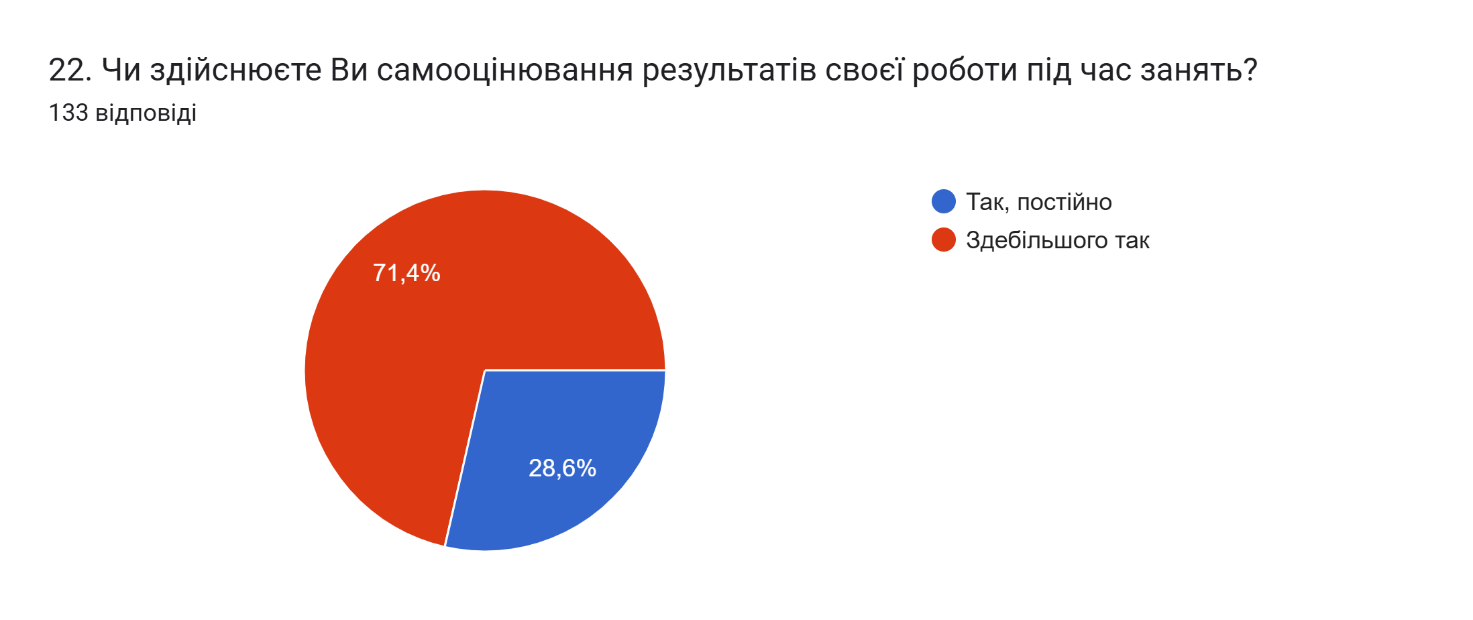 22. Чи здійснюєте Ви самооцінювання результатів своєї роботи під час занять?
133 відповіді
Так, постійно
Здебільшого так
71,4%
28,6%